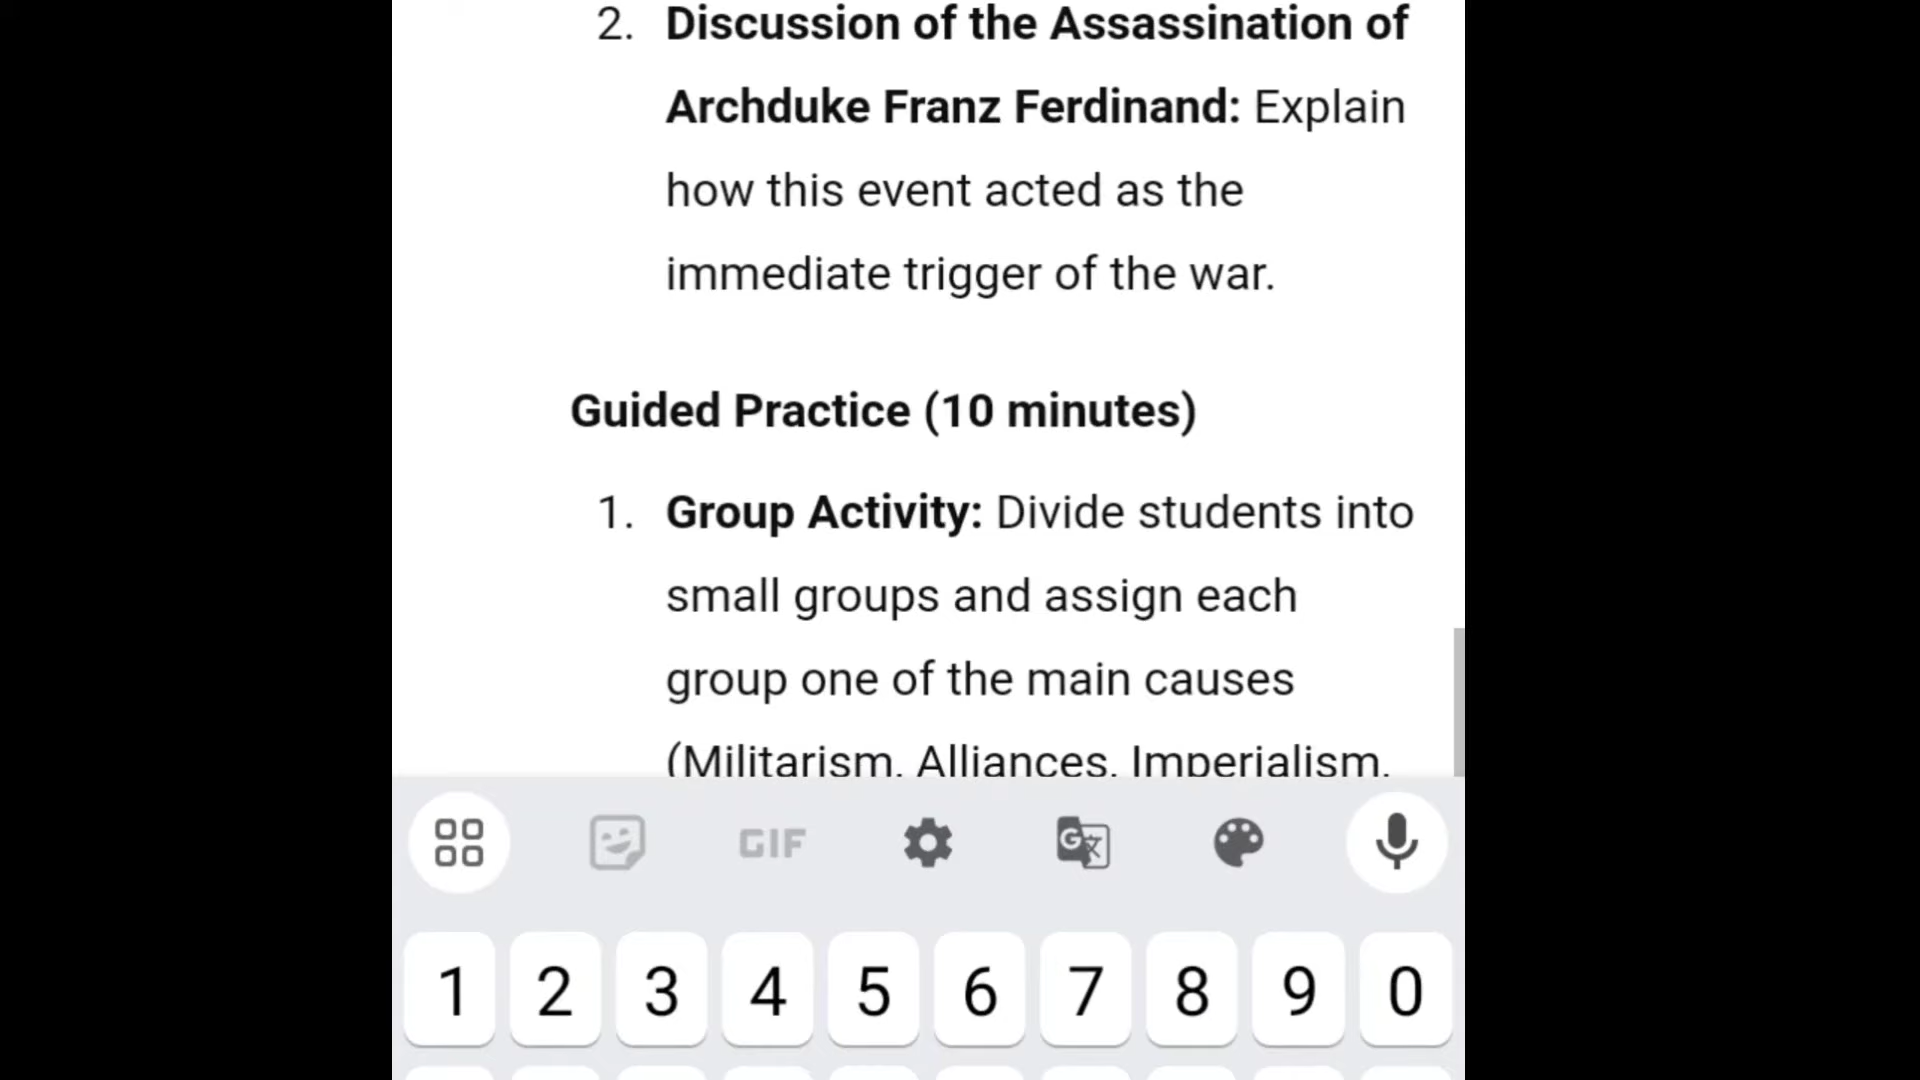 2. Discussion of the Assassination of
Archduke Franz Ferdinand: Explain
how this event acted as the
immediate trigger of the war.
Guided Practice (10 minutes)
1. Group Activity: Divide students into
small groups and assign each
group one of the main causes
(Militarism, Alliances, Imperialism,
GIF
G 文
1 2 3 4 5 6 7 8 9 0